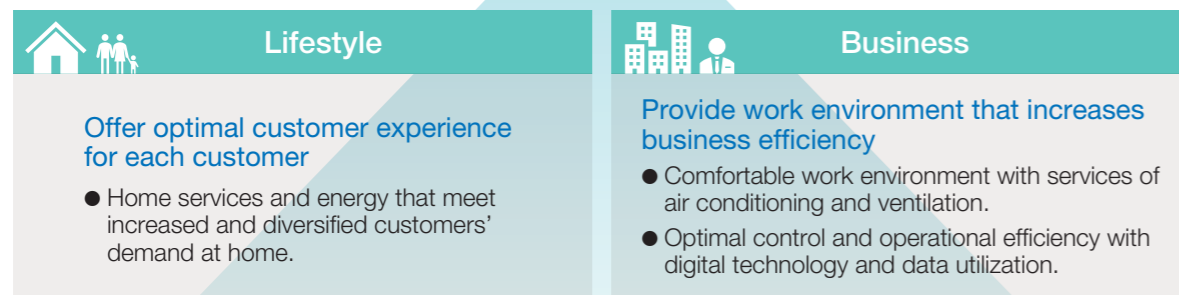 Lifestyle
Offer optimal customer experience
for each customer
● Home services and energy that meet
increased and diversified customers’
demand at home.
Business
Provide work environment that increases
business efficiency
● Comfortable work environment with services of
air conditioning and ventilation.
● Optimal control and operational efficiency with
digital technology and data utilization.